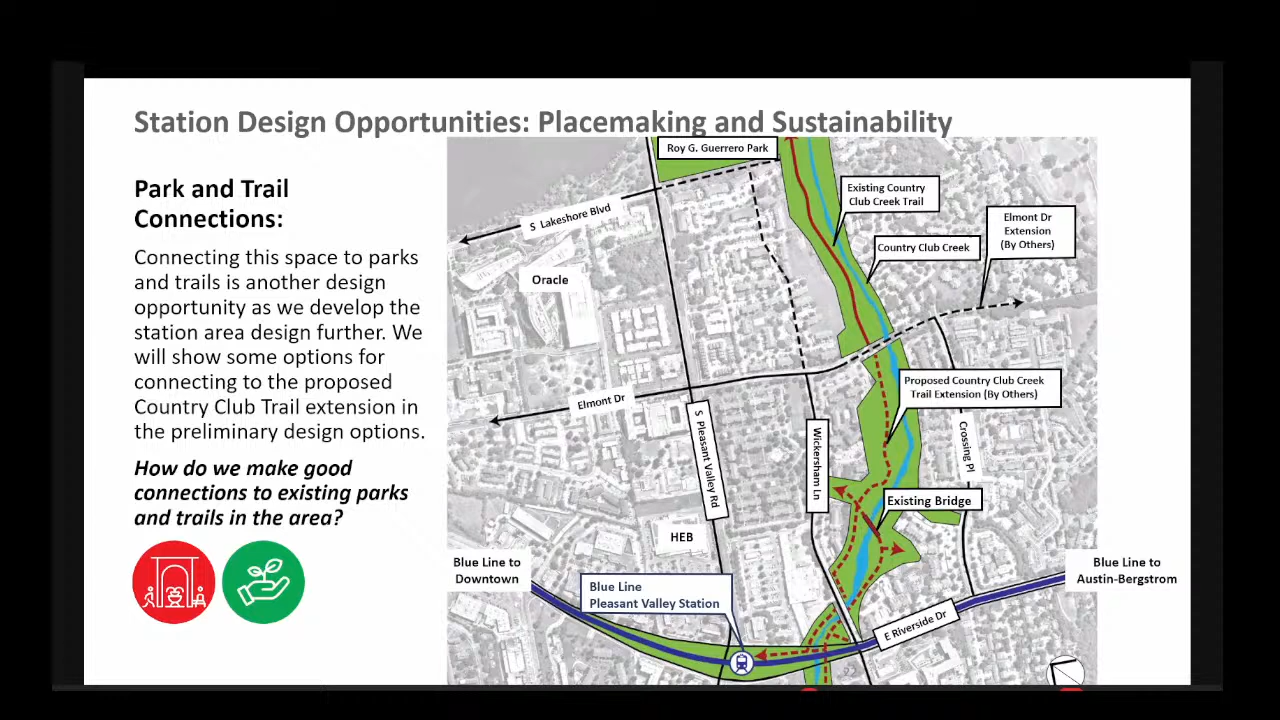 Station Design Opportunities: Placemaking and Sustainability
Park and Trail
Connections:
Connecting this space to parks
and trails is another design
opportunity as we develop the
station area design further. We
will show some options for
connecting to the proposed
Country Club Trail extension in
the preliminary design options.
How do we make good
connections to existing parks
and trails in the area?
Roy G. Guerrero Park
Existing Country
Club Creek Trail
S Lakeshore Blvd
Elmont Dr
Extension
(By Others)
Country Club Creek
Oracle
Proposed Country Club Creek
Trail Extension (By Others)
Elmont Dr
S Pleasant Valley Rd
Wickersham Ln
Crossing Pl
Existing Bridge
HEB
Blue Line to
Downtown
Blue Line to
Austin-Bergstrom
Blue Line
Pleasant Valley Station
E Riverside Dr